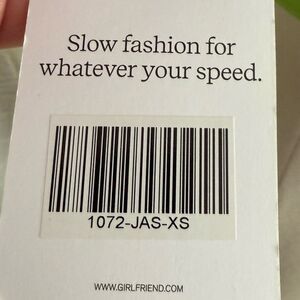 Slow fashion for
whatever your speed.
1072-JAS-XS
WWW.GIRLFRIEND.COM